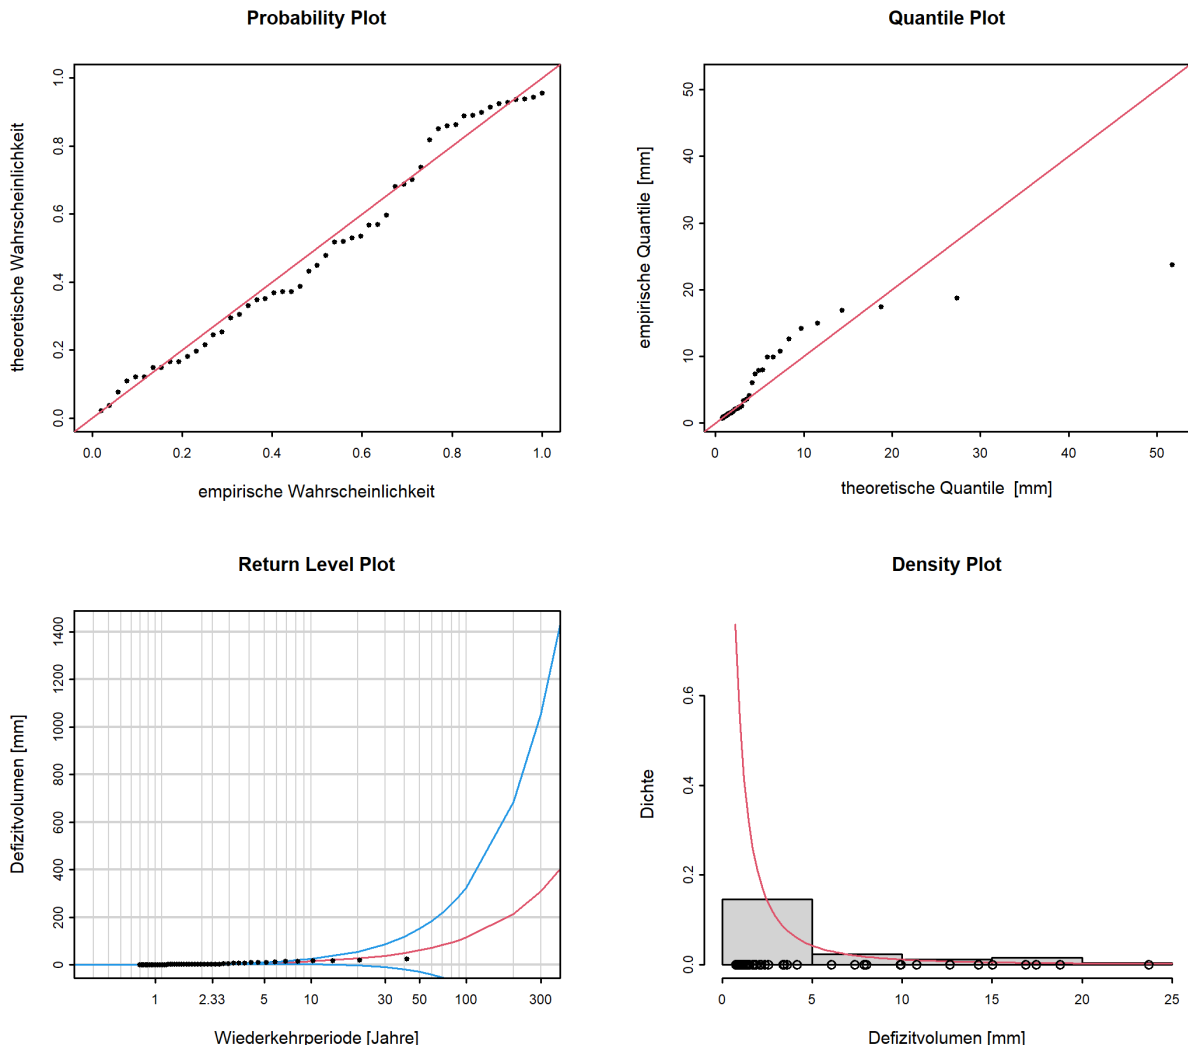 Probability Plot
theoretische Wahrscheinlichkeit
0.0 0.2 0.4 0.6 0.8 1.0
0.0 0.2 0.4 0.6 0.8 1.0
empirische Wahrscheinlichkeit
Quantile Plot
empirische Quantile [mm]
0 10 20 30 40 50
0 10 20 30 40 50
theoretische Quantile [mm]
Return Level Plot
Defizitvolumen [mm]
0 200 400 600 800 1000 1200 1400
1 2.33 5 10 30 50 100 300
Wiederkehrperiode [Jahre]
Density Plot
Dichte
0.0 0.2 0.4 0.6
0 5 10 15 20 25
Defizitvolumen [mm]